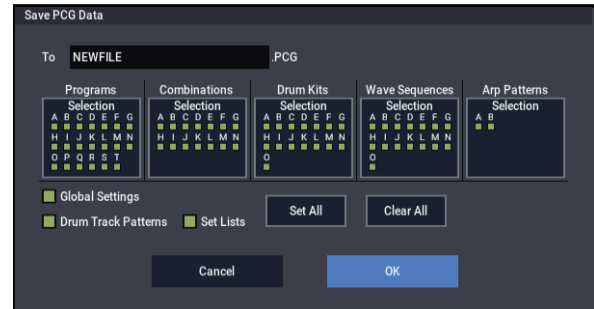 Save PCG Data
To NEWFILE .PCG
Programs Combinations Drum Kits Wave Sequences Arp Patterns
Selection Selection Selection Selection Selection
A B C D E F G A B C D E F G A B C D E F G A B C D E F G A B
H I J K L M N H I J K L M N H I J K L M N H I J K L M N
O P Q R S T O O
Global Settings
Drum Track Patterns Set Lists Set All Clear All
Cancel OK